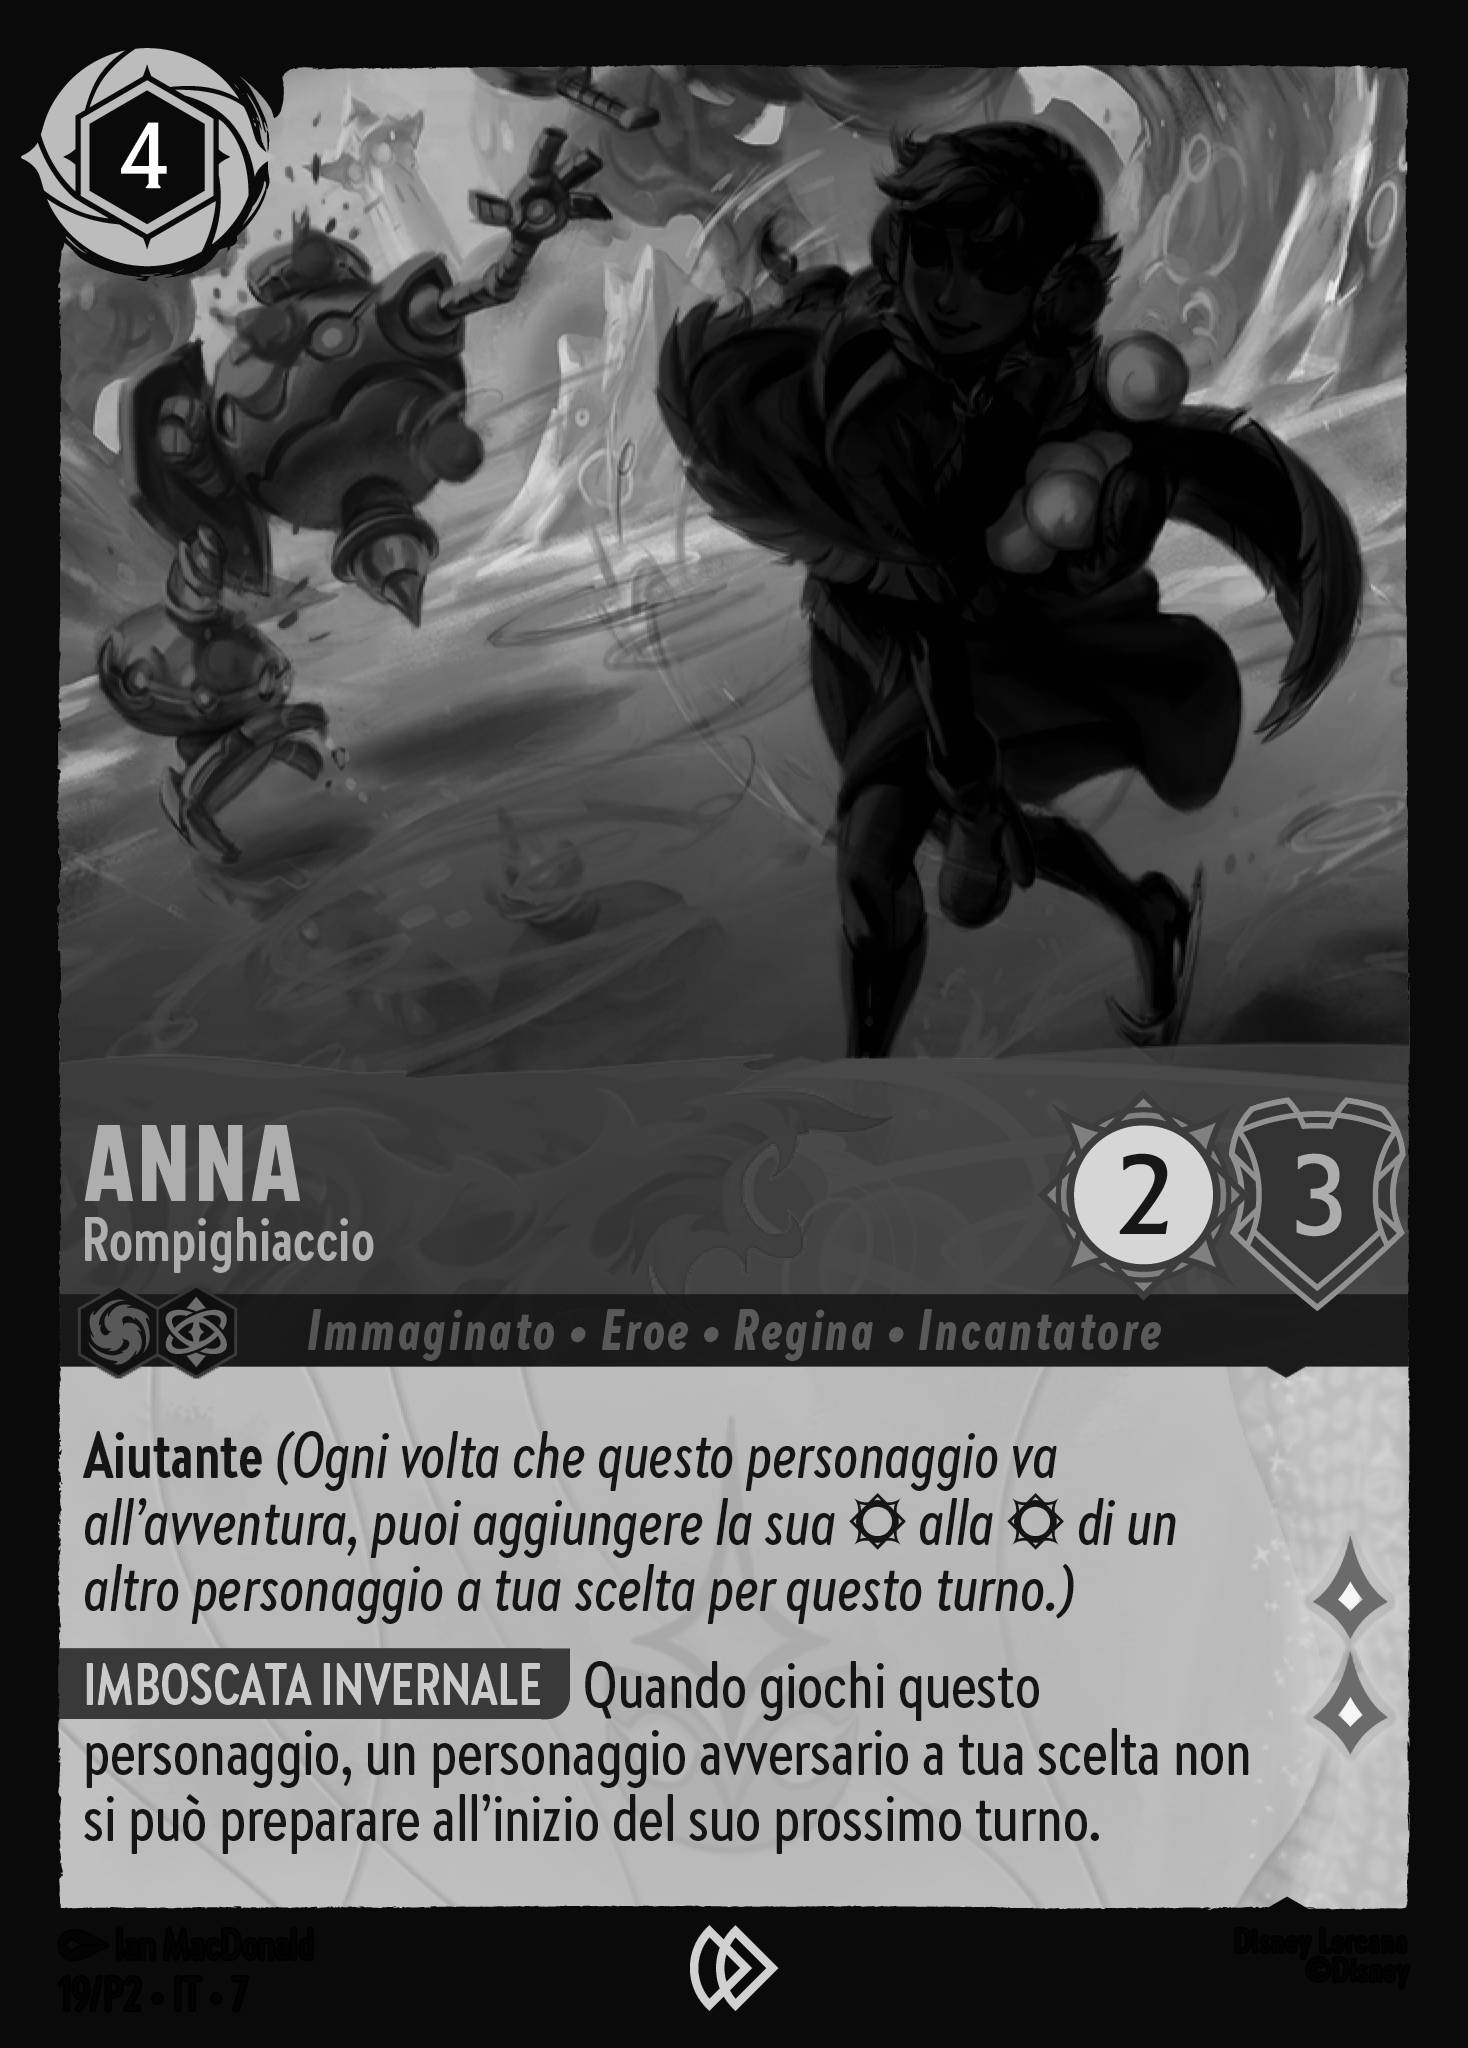 4
ANNA
Rompighiaccio
2
3
Immaginato • Eroe • Regina • Incantatore
Aiutante (Ogni volta che questo personaggio va
all’avventura, puoi aggiungere la sua alla di un
altro personaggio a tua scelta per questo turno.)
IMBOSCATA INVERNALE Quando giochi questo
personaggio, un personaggio avversario a tua scelta non
si può preparare all’inizio del suo prossimo turno.
Ian MacDonald
19/P2 • IT • 7
Disney Lorcana
©Disney